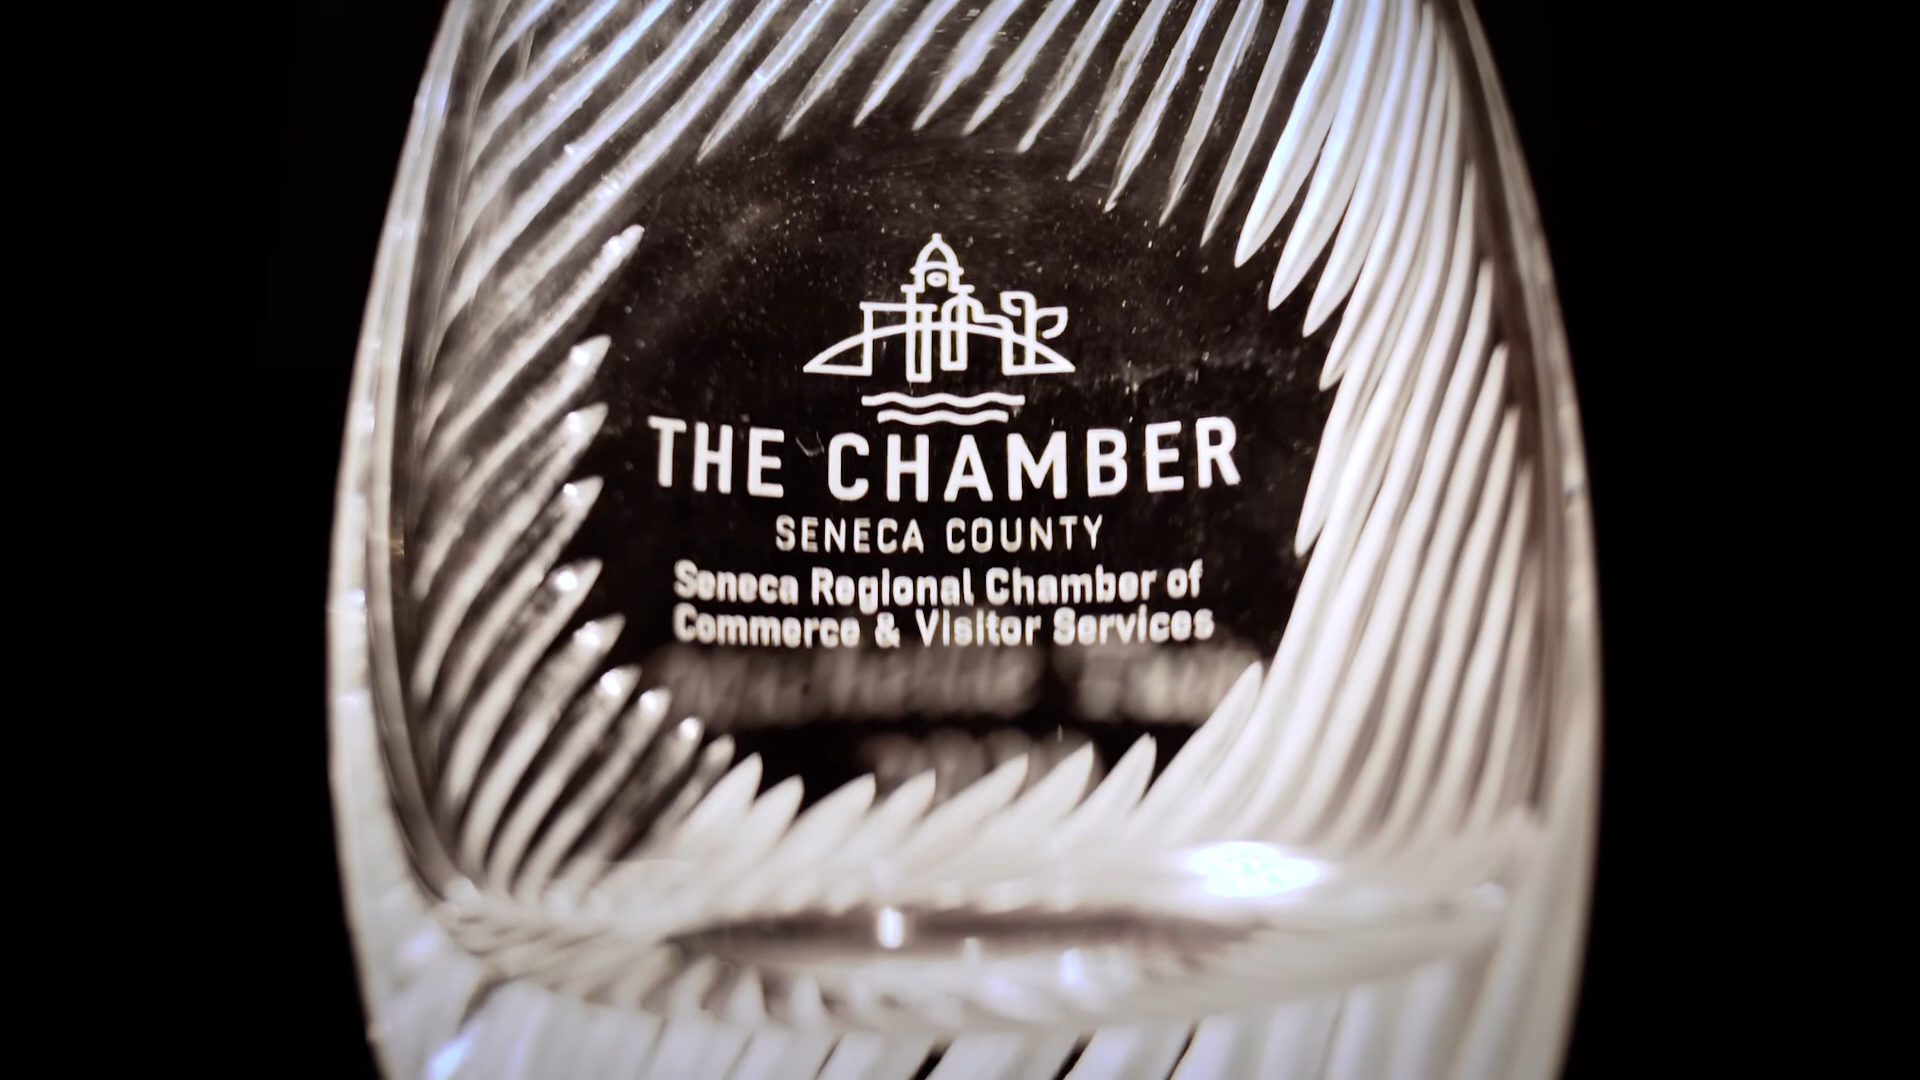 THE CHAMBER
SENECA COUNTY
Seneca Regional Chamber of
Commerce & Visitor Services